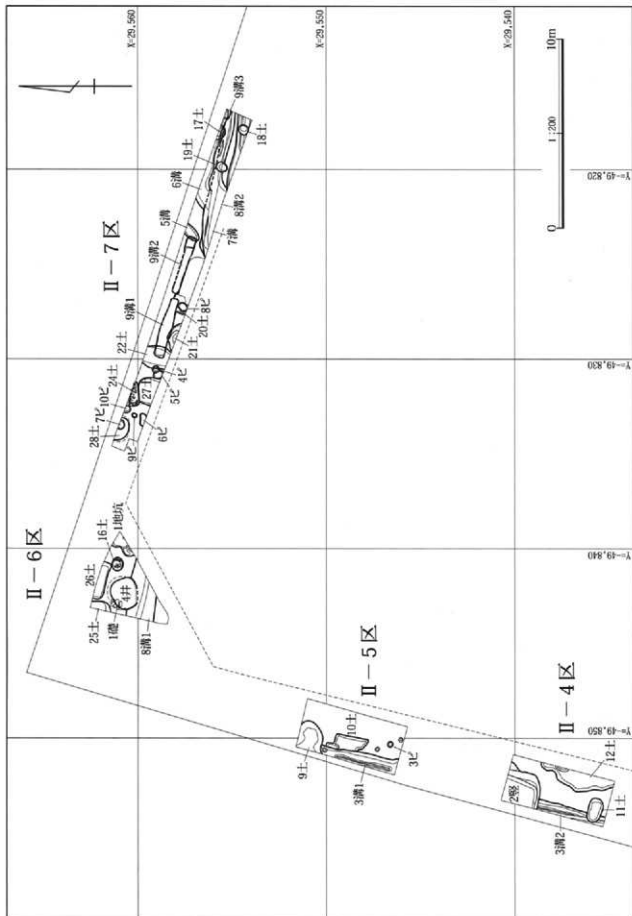 X=29,560
X=29,550
X=29,540
10m
1:200
0
Y=-49,820
Y=-49,830
Y=-49,840
Y=-49,850
Ⅱ－7区
9溝3
17土
18土
19土
6溝
8溝2
7溝
5溝
9溝2
9溝1
8ピ
20土
21土
22土
4ピ
5ピ
27土
24土
10ピ
7ピ
28土
6ピ
9ピ
Ⅱ－6区
1地坑
16土
26土
4井
25土
1礎
8溝1
Ⅱ－5区
10土
9土
3ピ
3溝1
Ⅱ－4区
12土
2竪
11土
3溝2